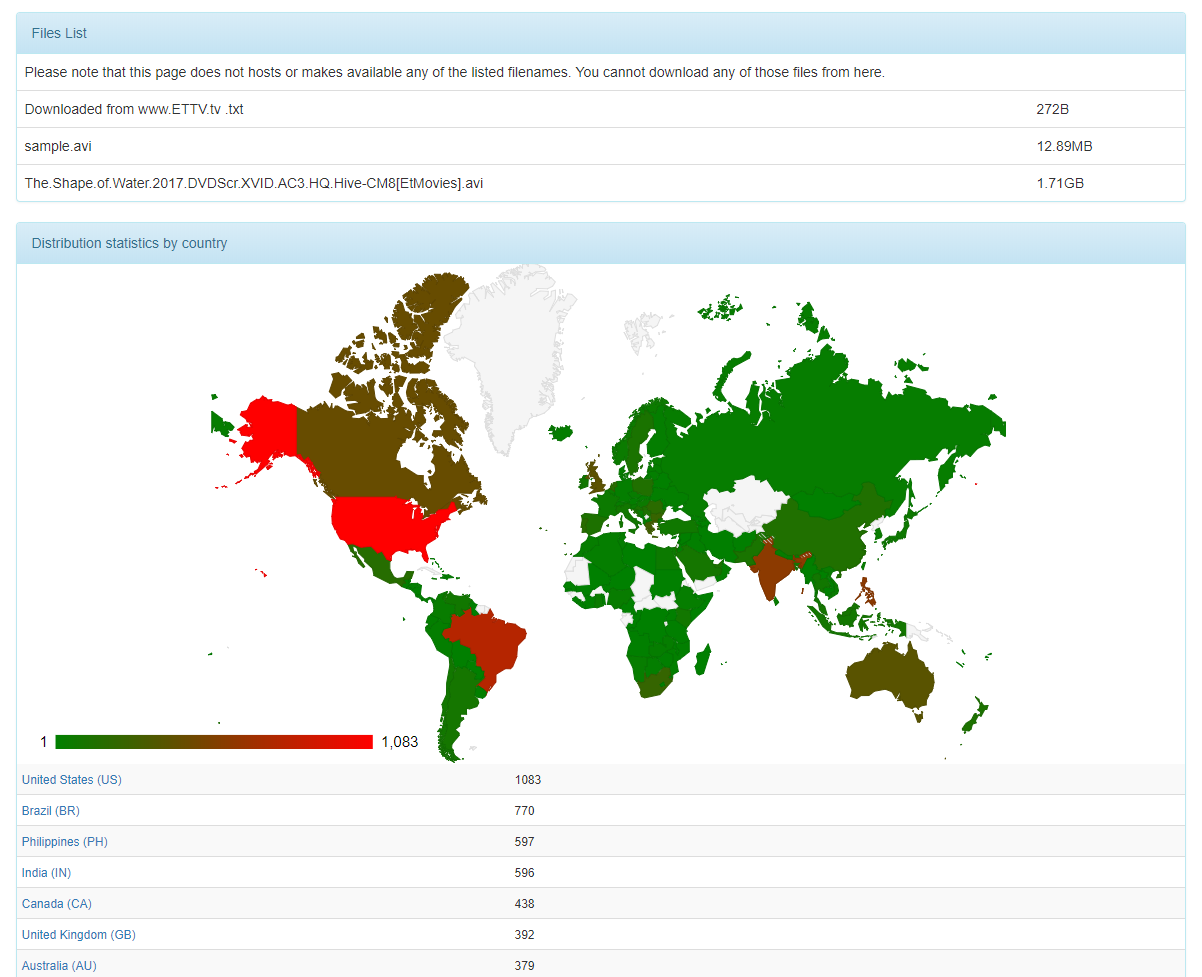 Files List
Please note that this page does not hosts or makes available any of the listed filenames. You cannot download any of those files from here.
Downloaded from www.ETTV.tv .txt 272B
sample.avi 12.89MB
The.Shape.of.Water.2017.DVDScr.XVID.AC3.HQ.Hive-CM8[EtMovies].avi 1.71GB
Distribution statistics by country
1 1,083
United States (US) 1083
Brazil (BR) 770
Philippines (PH) 597
India (IN) 596
Canada (CA) 438
United Kingdom (GB) 392
Australia (AU) 379